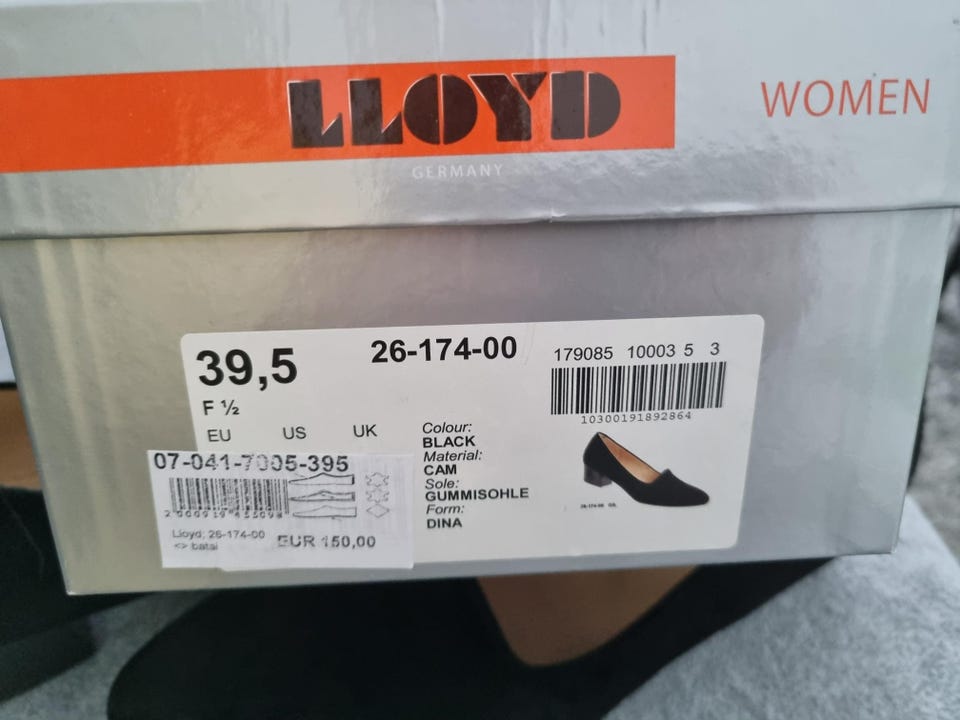 LLOYD
WOMEN
GERMANY
39,5
26-174-00
179085 10003 5 3
F ½
10300191892864
EU US UK
Colour:
BLACK
Material:
CAM
Sole:
GUMMISOHLE
Form:
DINA
07-041-7005-395
Lloyd; 26-174-00
<> batai
EUR 150,00